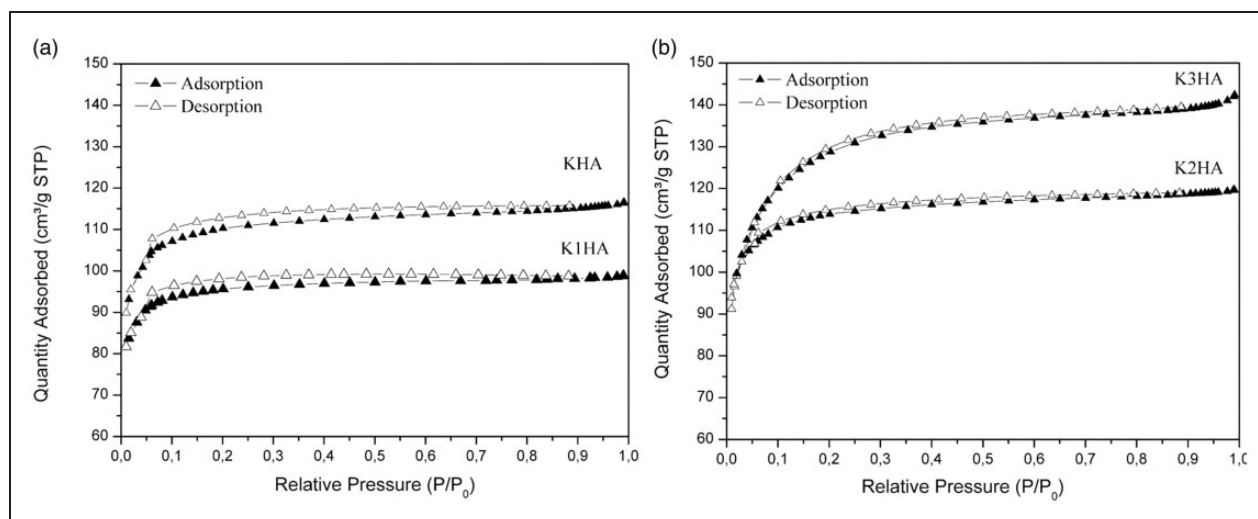 (a)
150
140
130
120
110
100
90
80
70
60
Quantity Adsorbed (cm³/g STP)
Adsorption
Desorption
KHA
K1HA
0,0 0,1 0,2 0,3 0,4 0,5 0,6 0,7 0,8 0,9 1,0
Relative Pressure (P/P₀)
(b)
150
140
130
120
110
100
90
80
70
60
Quantity Adsorbed (cm³/g STP)
Adsorption
Desorption
K3HA
K2HA
0,0 0,1 0,2 0,3 0,4 0,5 0,6 0,7 0,8 0,9 1,0
Relative Pressure (P/P₀)